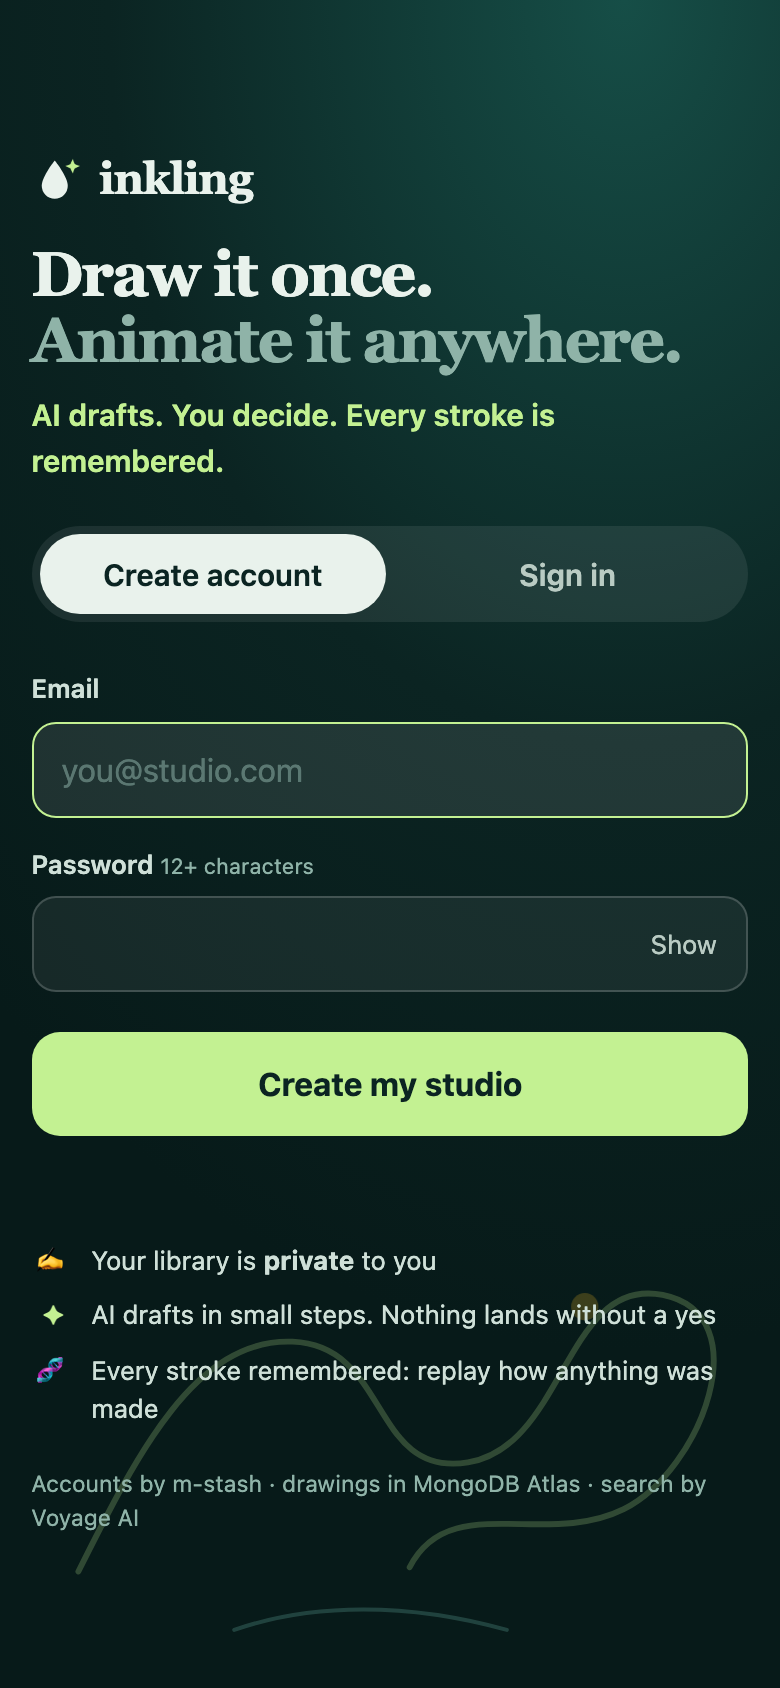 inkling
Draw it once.
Animate it anywhere.
AI drafts. You decide. Every stroke is
remembered.
Create account
Sign in
Email
you@studio.com
Password 12+ characters
Show
Create my studio
Your library is private to you
AI drafts in small steps. Nothing lands without a yes
Every stroke remembered: replay how anything was
made
Accounts by m-stash · drawings in MongoDB Atlas · search by
Voyage AI